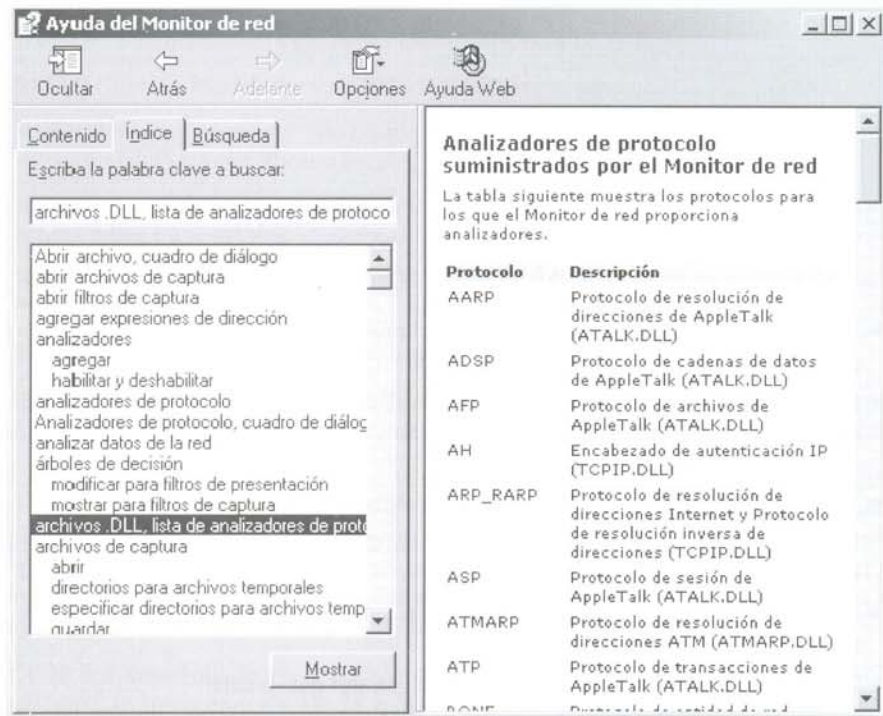 Ayuda del Monitor de red
Ocultar Atrás Adelante Opciones Ayuda Web
Contenido Índice Búsqueda
Escriba la palabra clave a buscar:
archivos .DLL, lista de analizadores de protoco
Abrir archivo, cuadro de diálogo
abrir archivos de captura
abrir filtros de captura
agregar expresiones de dirección
analizadores
agregar
habilitar y deshabilitar
analizadores de protocolo
Analizadores de protocolo, cuadro de diálog
analizar datos de la red
árboles de decisión
modificar para filtros de presentación
mostrar para filtros de captura
archivos .DLL, lista de analizadores de proto
archivos de captura
abrir
directorios para archivos temporales
especificar directorios para archivos temp
guardar
Mostrar
Analizadores de protocolo
suministrados por el Monitor de red
La tabla siguiente muestra los protocolos para
los que el Monitor de red proporciona
analizadores.
Protocolo Descripción
AARP Protocolo de resolución de
direcciones de AppleTalk
(ATALK.DLL)
ADSP Protocolo de cadenas de datos
de AppleTalk (ATALK.DLL)
AFP Protocolo de archivos de
AppleTalk (ATALK.DLL)
AH Encabezado de autenticación IP
(TCPIP.DLL)
ARP_RARP Protocolo de resolución de
direcciones Internet y Protocolo
de resolución inversa de
direcciones (TCPIP.DLL)
ASP Protocolo de sesión de
AppleTalk (ATALK.DLL)
ATMARP Protocolo de resolución de
direcciones ATM (ATMARP.DLL)
ATP Protocolo de transacciones de
AppleTalk (ATALK.DLL)